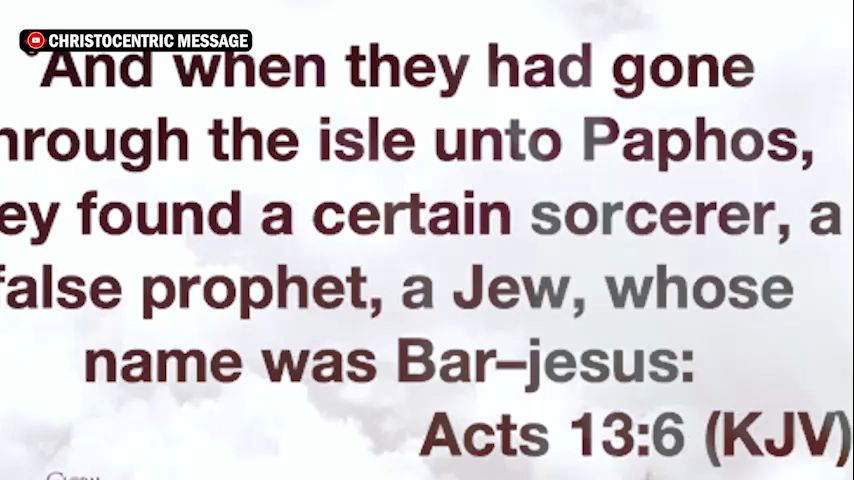 CHRISTOCENTRIC MESSAGE
"And when they had gone
hrough the isle unto Paphos,
ey found a certain sorcerer, a
false prophet, a Jew, whose
name was Bar–jesus:
Acts 13:6 (KJV)